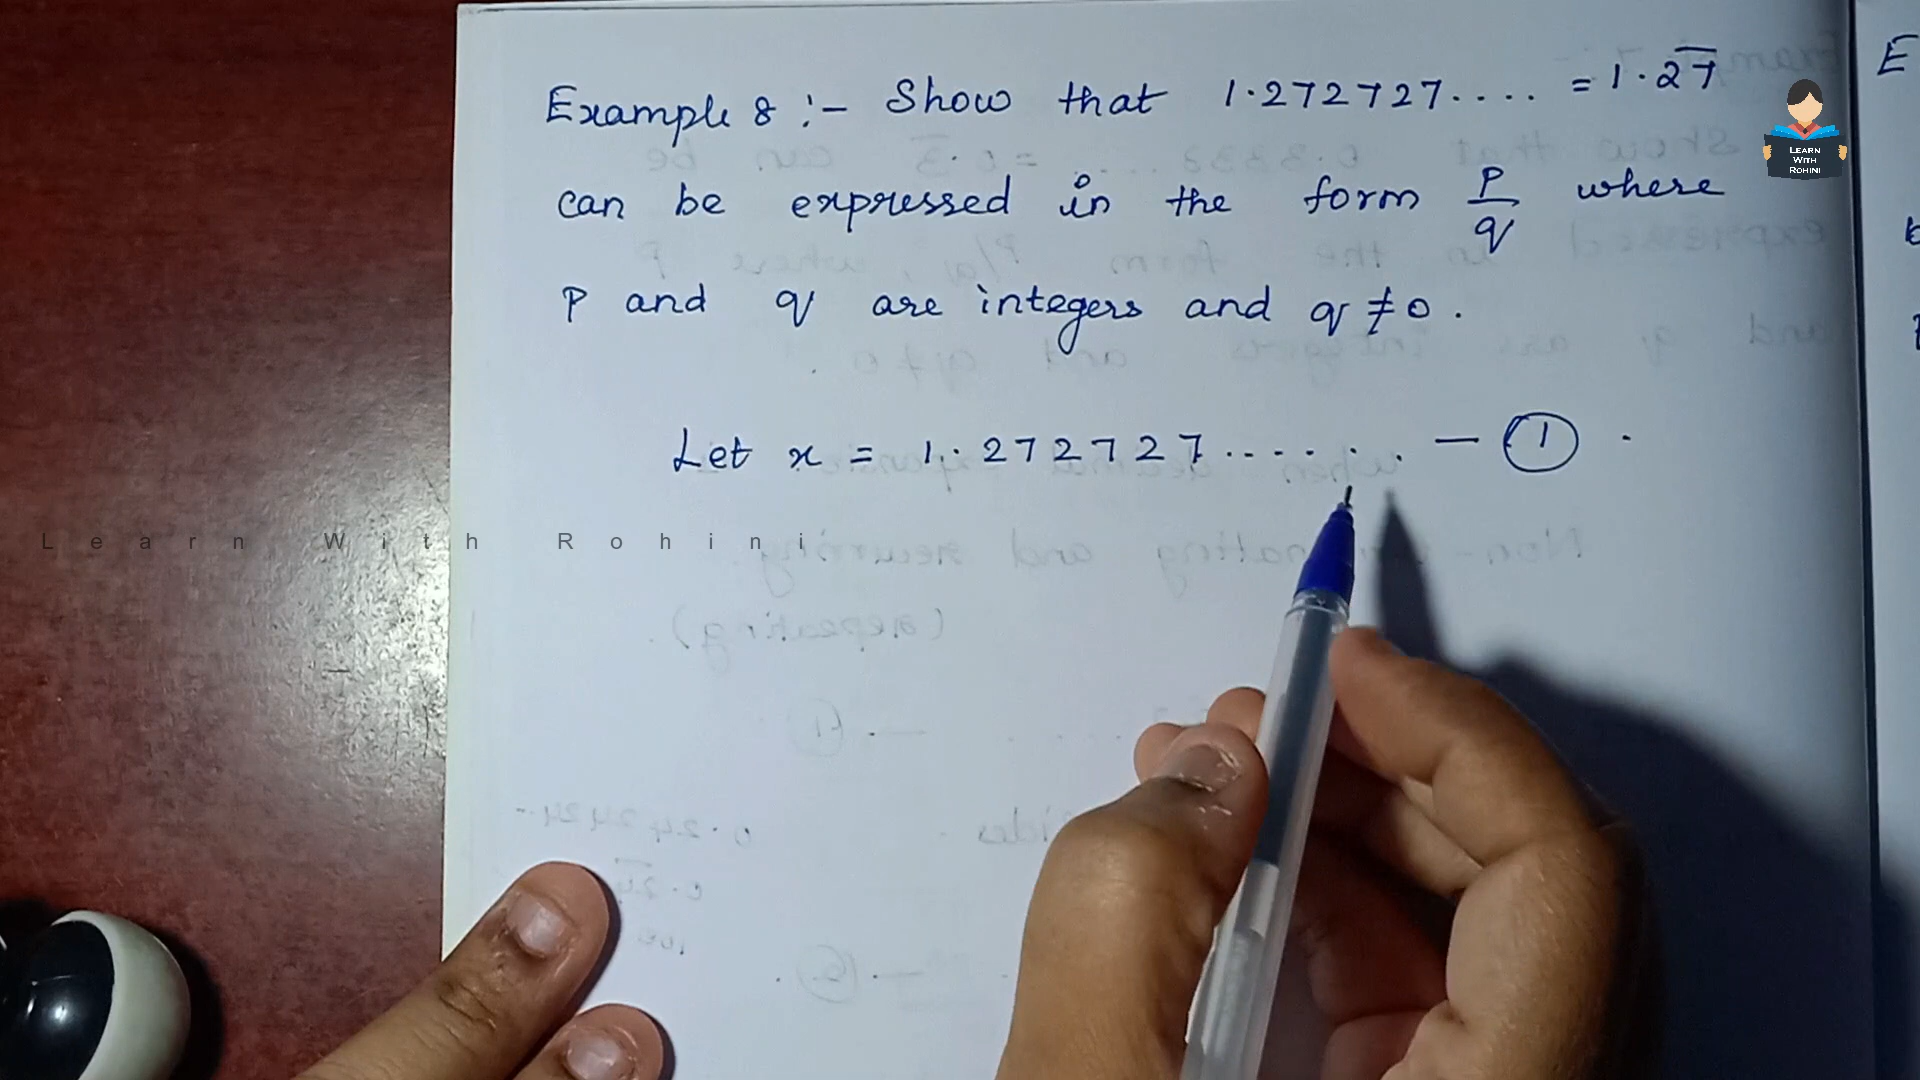 Example 8 :- Show that 1.272727.... = 1.2̅7̅
can be expressed in the form p/q where
p and q are integers and q ≠ 0.
Let x = 1.272727....... — ① .
LEARN
WITH
ROHINI
Learn With Rohini
E